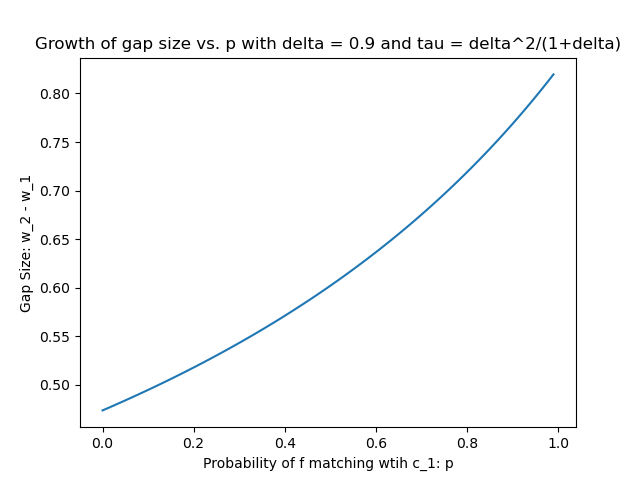 Growth of gap size vs. p with delta = 0.9 and tau = delta^2/(1+delta)
0.80
0.75
0.70
0.65
0.60
0.55
0.50
Gap Size: w_2 - w_1
0.0 0.2 0.4 0.6 0.8 1.0
Probability of f matching wtih c_1: p